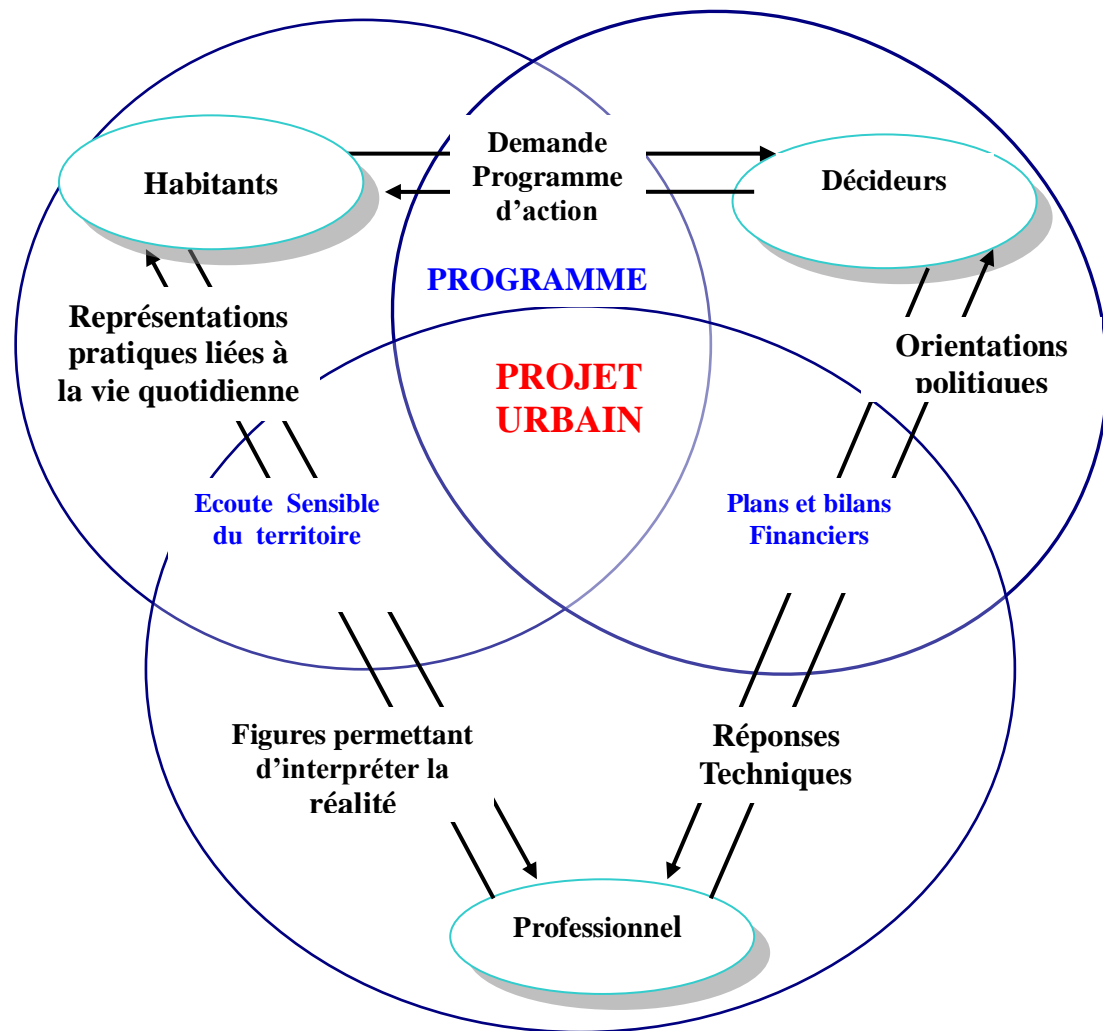 Demande
Programme
d'action
Habitants
Décideurs
PROGRAMME
Représentations
pratiques liées à
la vie quotidienne
Orientations
politiques
PROJET
URBAIN
Ecoute Sensible
du territoire
Plans et bilans
Financiers
Figures permettant
d'interpréter la
réalité
Réponses
Techniques
Professionnel